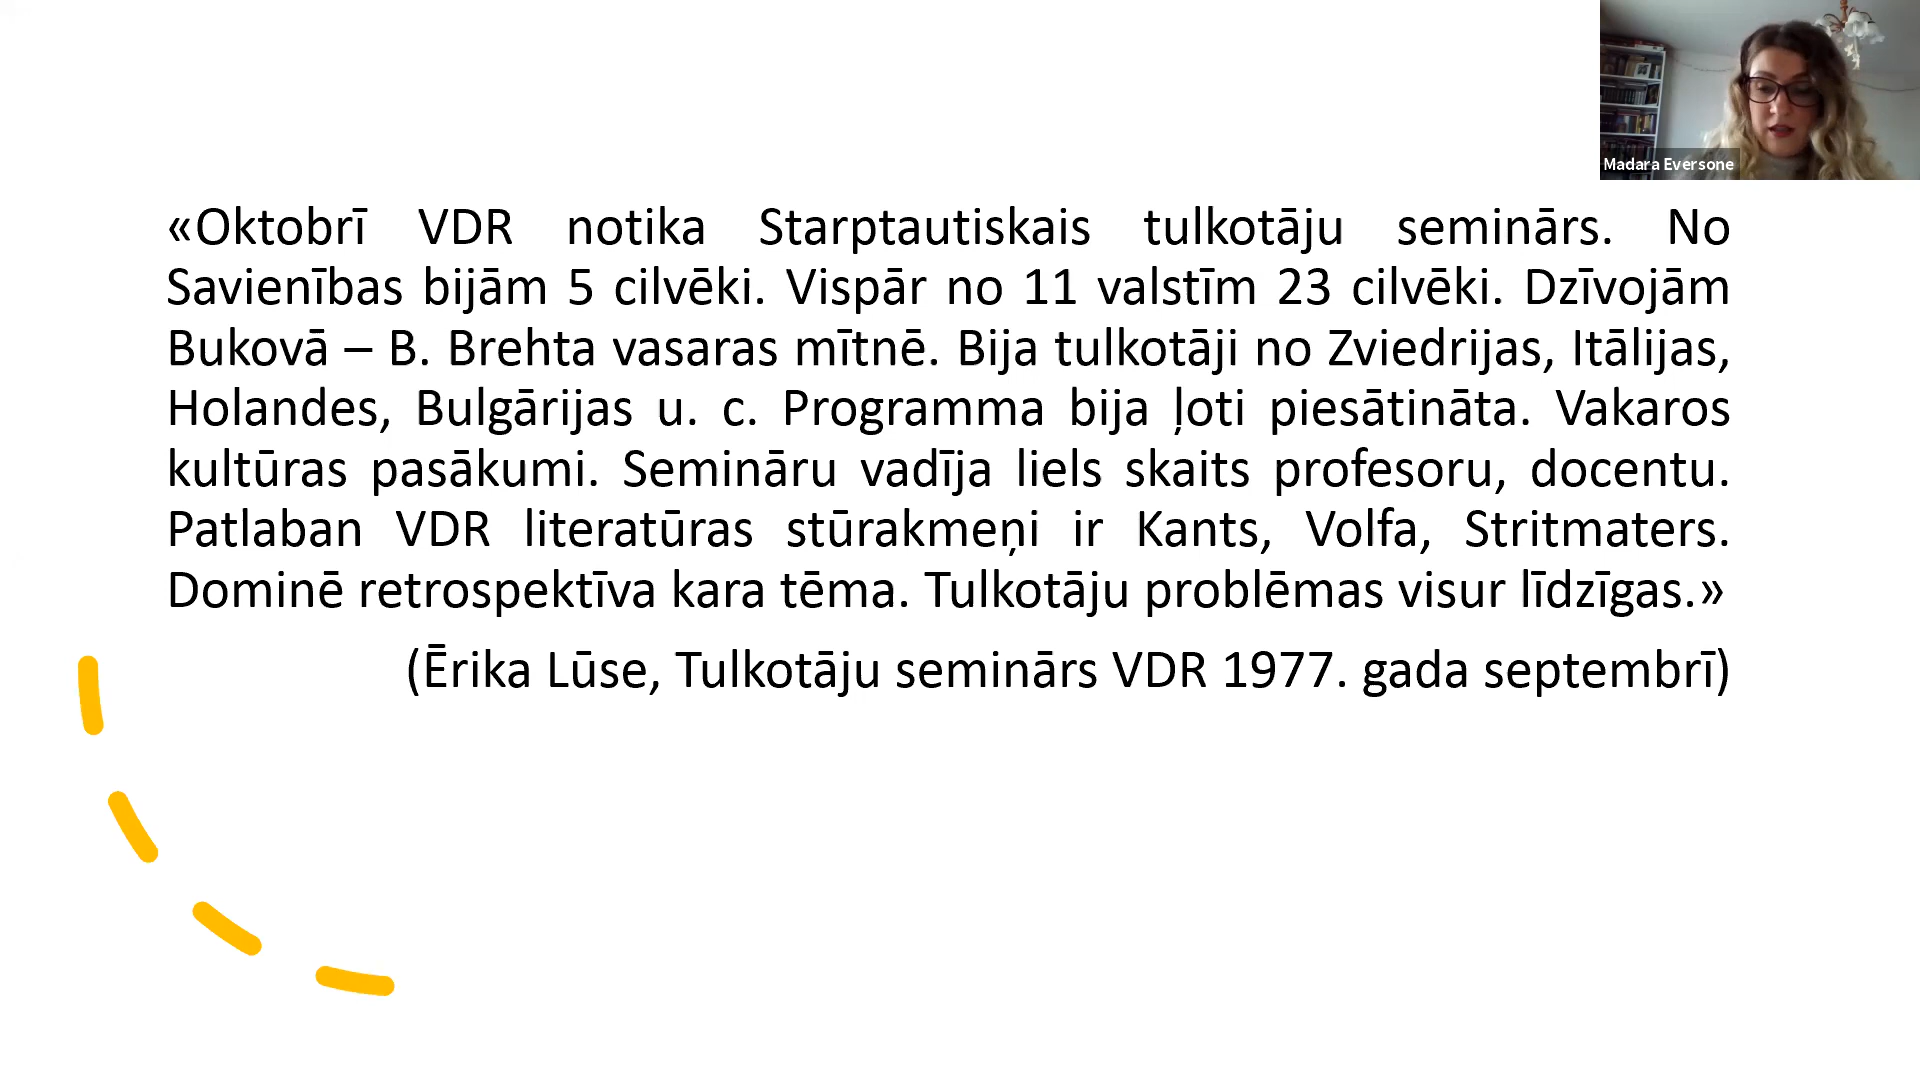 Madara Eversone
«Oktobrī VDR notika Starptautiskais tulkotāju seminārs. No
Savienības bijām 5 cilvēki. Vispār no 11 valstīm 23 cilvēki. Dzīvojām
Bukovā – B. Brehta vasaras mītnē. Bija tulkotāji no Zviedrijas, Itālijas,
Holandes, Bulgārijas u. c. Programma bija ļoti piesātināta. Vakaros
kultūras pasākumi. Semināru vadīja liels skaits profesoru, docentu.
Patlaban VDR literatūras stūrakmeņi ir Kants, Volfa, Stritmaters.
Dominē retrospektīva kara tēma. Tulkotāju problēmas visur līdzīgas.»
(Ērika Lūse, Tulkotāju seminārs VDR 1977. gada septembrī)